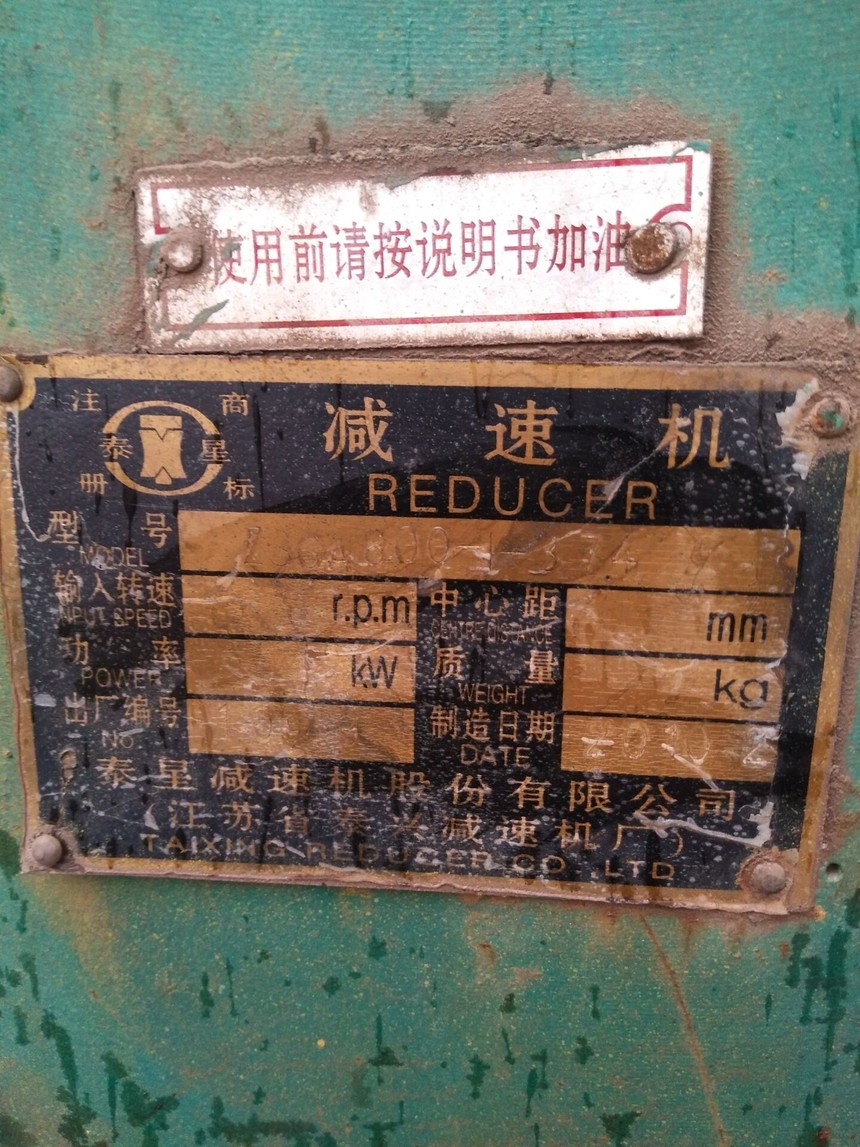 使用前请按说明书加油
注 商
泰 星
册 标
减速机
REDUCER
型号
MODEL
输入转速 r.p.m
INPUT SPEED
中心距 mm
CENTRE DISTANCE
功率 kW
POWER
质量 kg
WEIGHT
出厂编号
No
制造日期
DATE
泰星减速机股份有限公司
(江苏省泰兴减速机厂)
TAIXING REDUCER CO.,LTD